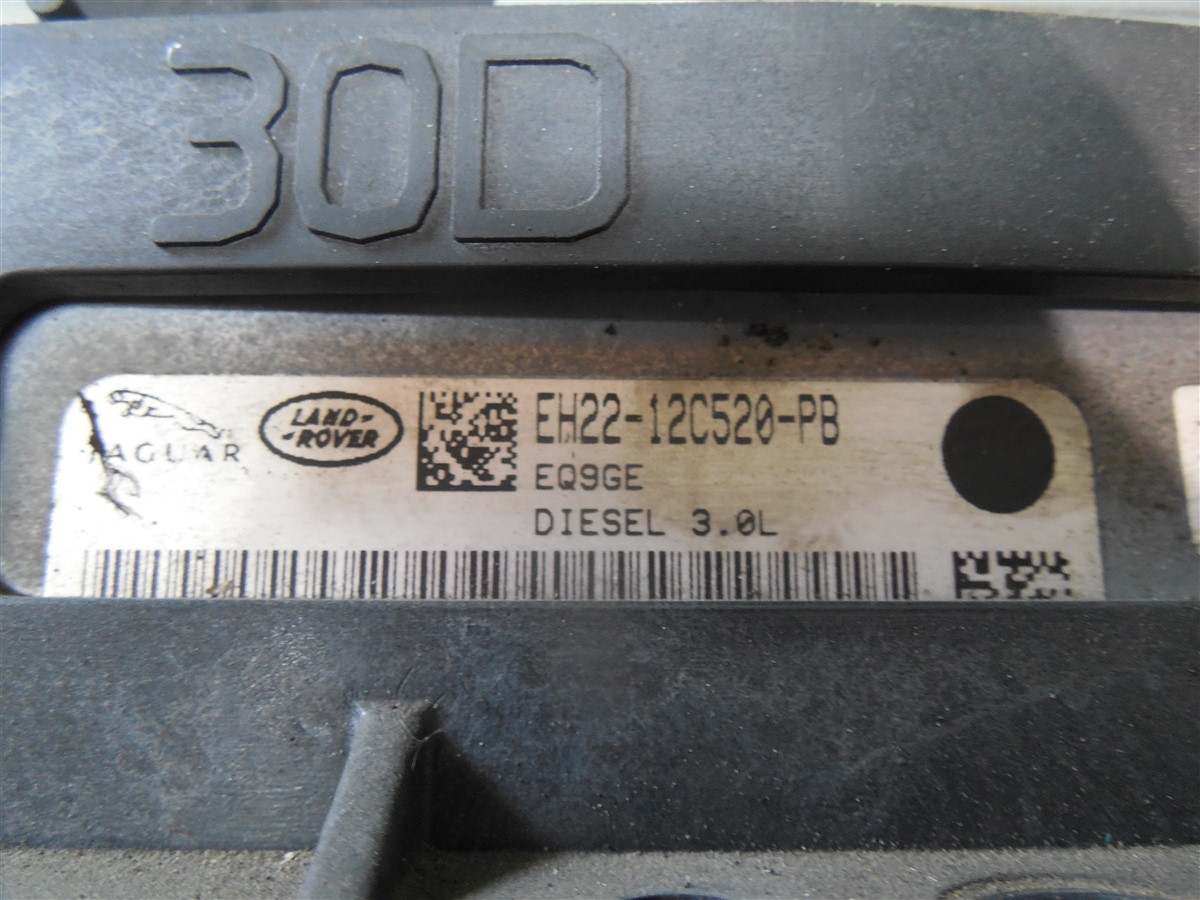 30D
JAGUAR
LAND-
-ROVER
EH22-12C520-PB
EQ9GE
DIESEL 3.0L